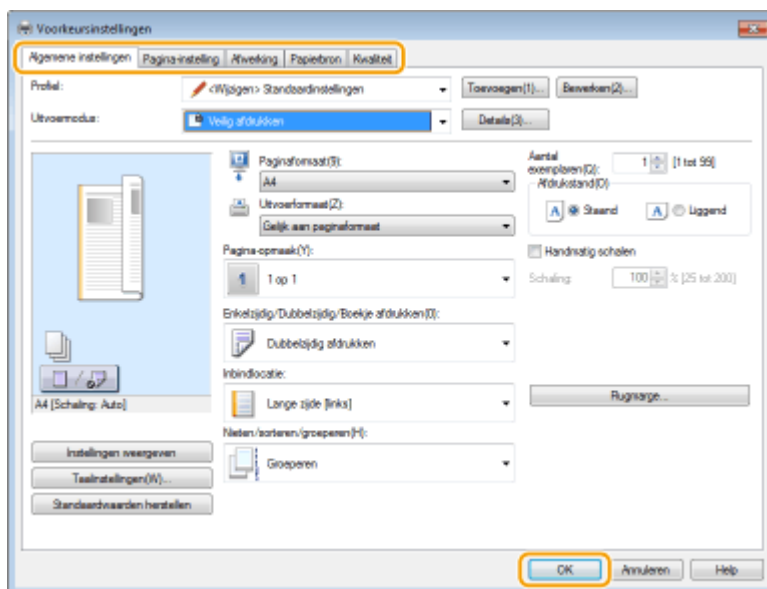 Voorkeursinstellingen
Algemene instellingen Pagina-instelling Afwerking Papierbron Kwaliteit
Profiel: <Wijzigen> Standaardinstellingen Toevoegen(1)... Bewerken(2)...
Uitvoermodus: Veilig afdrukken Details(3)...
Paginaformaat(9):
A4
Uitvoerformaat(Z):
Gelijk aan paginaformaat
Pagina-opmaak(Y):
1 1 op 1
Enkelzijdig/Dubbelzijdig/Boekje afdrukken(0):
Dubbelzijdig afdrukken
Inbindlocatie:
Lange zijde [links]
Nieten/sorteren/groeperen(H):
Groeperen
Aantal
exemplaren(Q): 1 [1 tot 99]
Afdrukstand(O)
A Staand A Liggend
Handmatig schalen
Schaling: 100 % [25 tot 200]
Rugmarge...
A4 [Schaling: Auto]
Instellingen weergeven
Taalinstellingen(W)...
Standaardwaarden herstellen
OK Annuleren Help